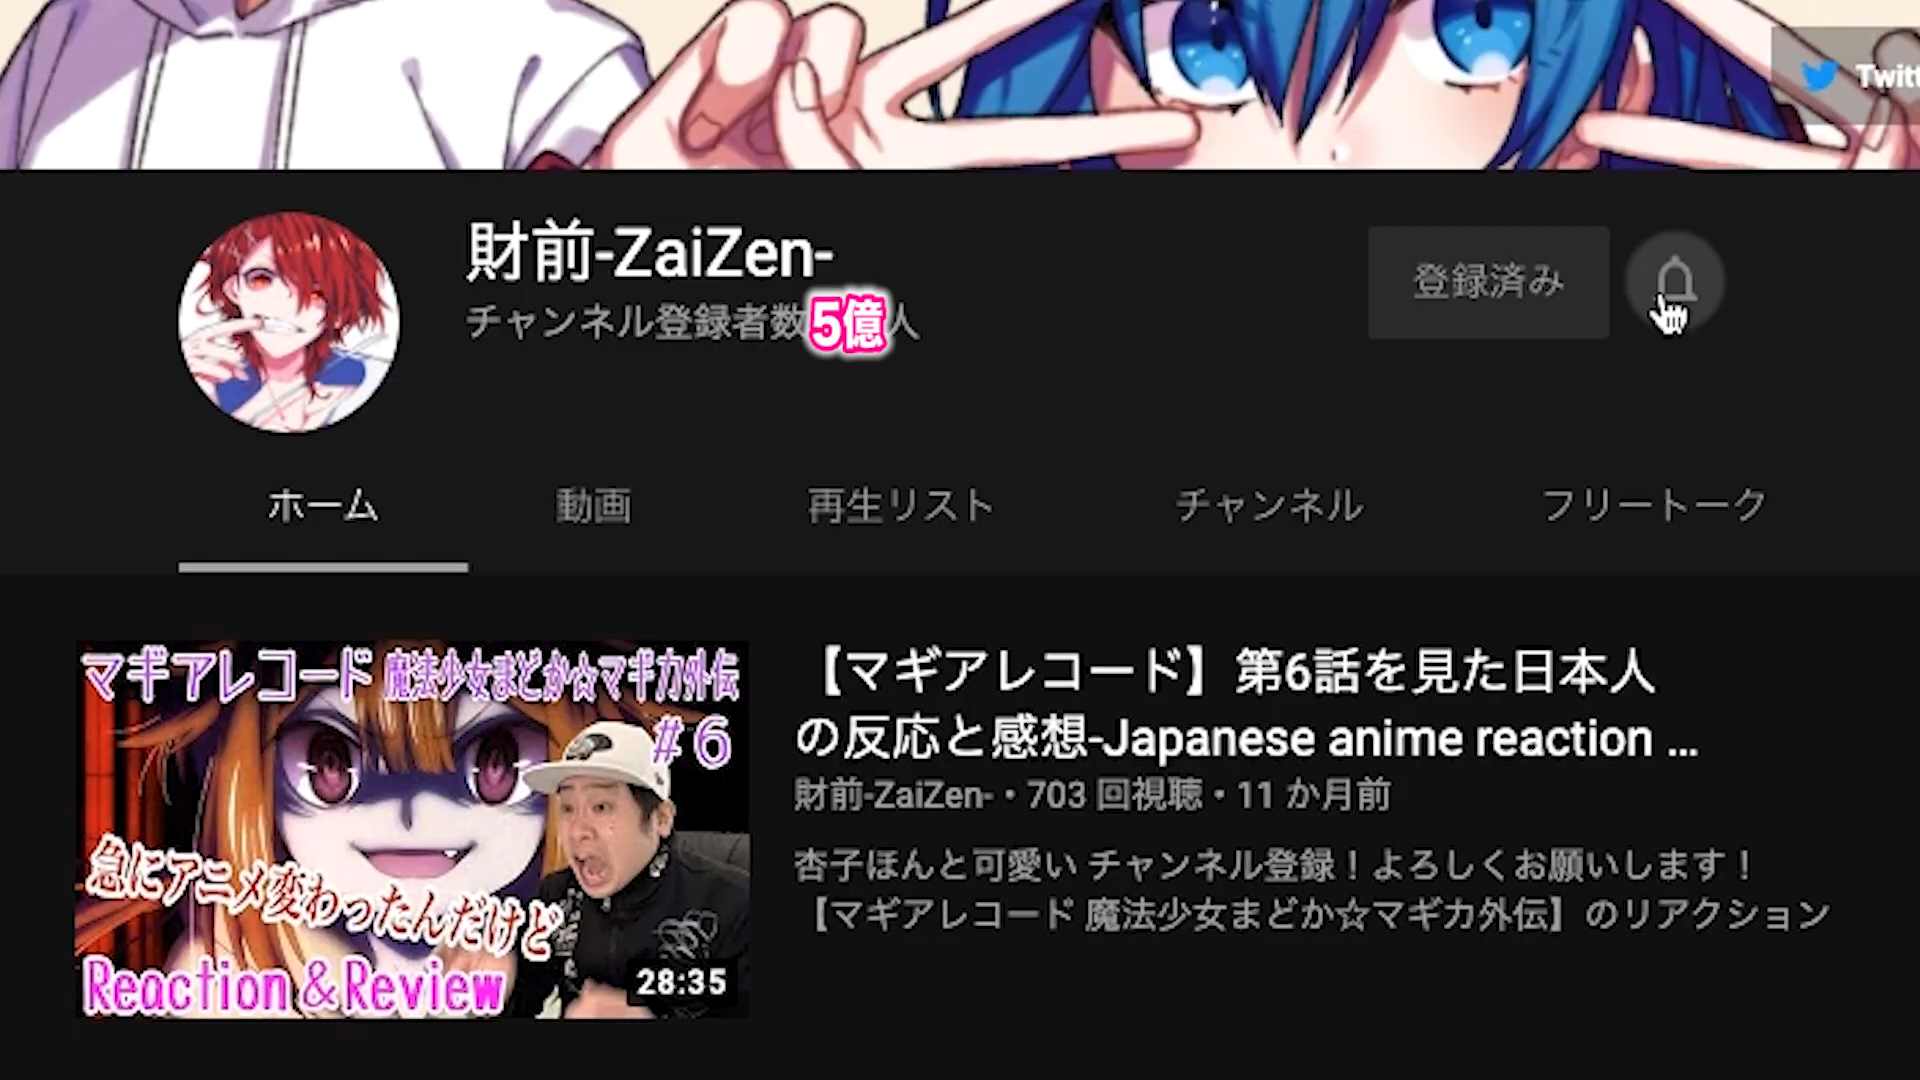 Twitt
財前-ZaiZen-
チャンネル登録者数5億人
登録済み
ホーム
動画
再生リスト
チャンネル
フリートーク
マギアレコード 魔法少女まどか☆マギカ外伝
#6
急にアニメ変わったんだけど
Reaction&Review
28:35
【マギアレコード】第6話を見た日本人
の反応と感想-Japanese anime reaction ...
財前-ZaiZen-・703 回視聴・11 か月前
杏子ほんと可愛い チャンネル登録！よろしくお願いします！
【マギアレコード 魔法少女まどか☆マギカ外伝】のリアクション